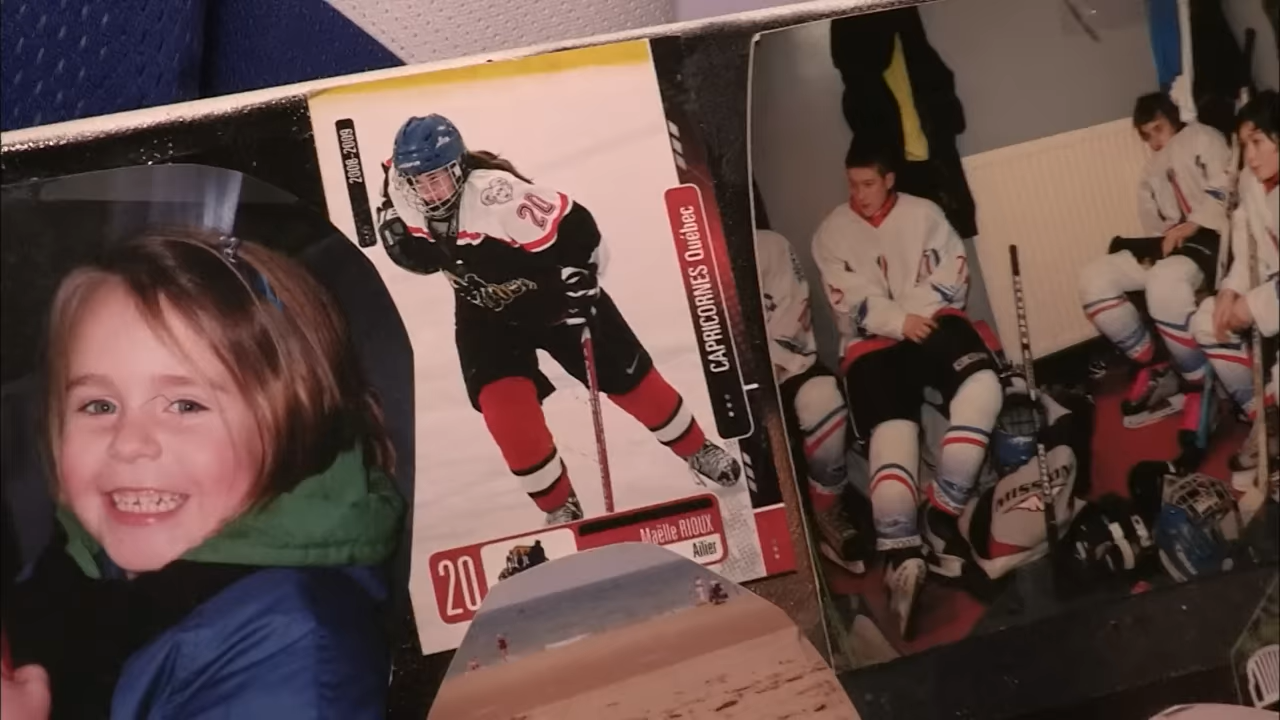 2008-2009
20
CAPRICORNES Québec
20
Maëlle RIOUX
Ailier
MISSION